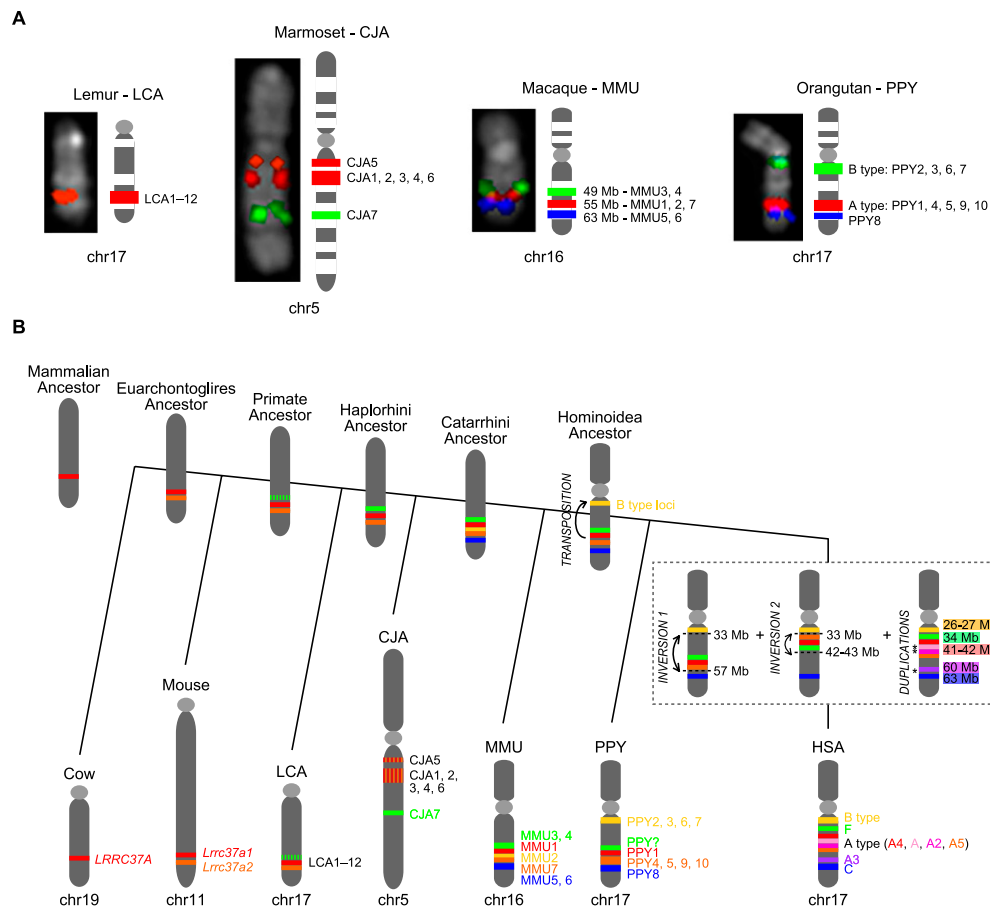 A
Marmoset - CJA
Lemur - LCA
Macaque - MMU
Orangutan - PPY
LCA1–12
CJA5
CJA1, 2, 3, 4, 6
CJA7
49 Mb - MMU3, 4
55 Mb - MMU1, 2, 7
63 Mb - MMU5, 6
B type: PPY2, 3, 6, 7
A type: PPY1, 4, 5, 9, 10
PPY8
chr17
chr5
chr16
chr17
B
Mammalian
Ancestor
Euarchontoglires
Ancestor
Primate
Ancestor
Haplorhini
Ancestor
Catarrhini
Ancestor
Hominoidea
Ancestor
TRANSPOSITION
B type loci
INVERSION 1
33 Mb
57 Mb
+
INVERSION 2
33 Mb
42-43 Mb
+
DUPLICATIONS
*
*
*
26-27 M
34 Mb
41-42 M
60 Mb
63 Mb
Cow
LRRC37A
chr19
Mouse
Lrrc37a1
Lrrc37a2
chr11
LCA
LCA1–12
chr17
CJA
CJA5
CJA1, 2,
3, 4, 6
CJA7
chr5
MMU
MMU3, 4
MMU1
MMU2
MMU7
MMU5, 6
chr16
PPY
PPY2, 3, 6, 7
PPY?
PPY1
PPY4, 5, 9, 10
PPY8
chr17
HSA
B type
F
A type (A4, A, A2, A5)
A3
C
chr17